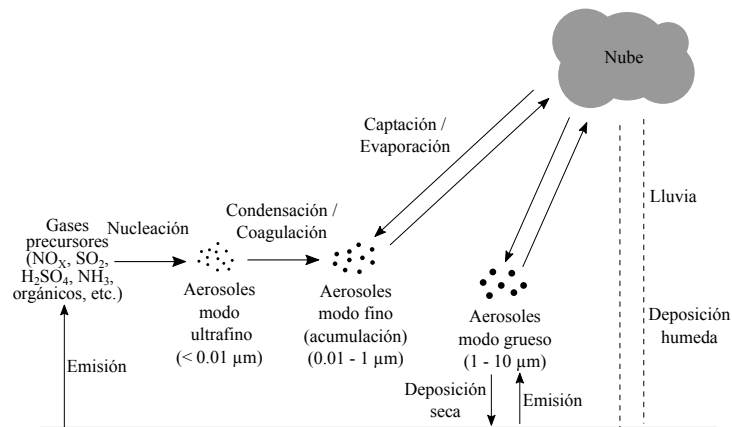 Nube
Captación /
Evaporación
Lluvia
Condensación /
Coagulación
Nucleación
Gases
precursores
(NOX, SO2,
H2SO4, NH3,
orgánicos, etc.)
Aerosoles
modo
ultrafino
(< 0.01 µm)
Aerosoles
modo fino
(acumulación)
(0.01 - 1 µm)
Aerosoles
modo grueso
(1 - 10 µm)
Deposición
humeda
Emisión
Deposición
seca
Emisión